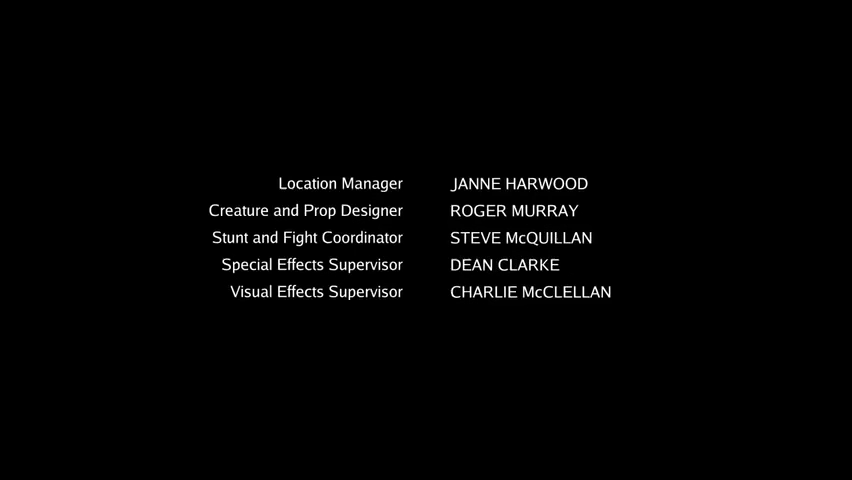 Location Manager JANNE HARWOOD
Creature and Prop Designer ROGER MURRAY
Stunt and Fight Coordinator STEVE McQUILLAN
Special Effects Supervisor DEAN CLARKE
Visual Effects Supervisor CHARLIE McCLELLAN